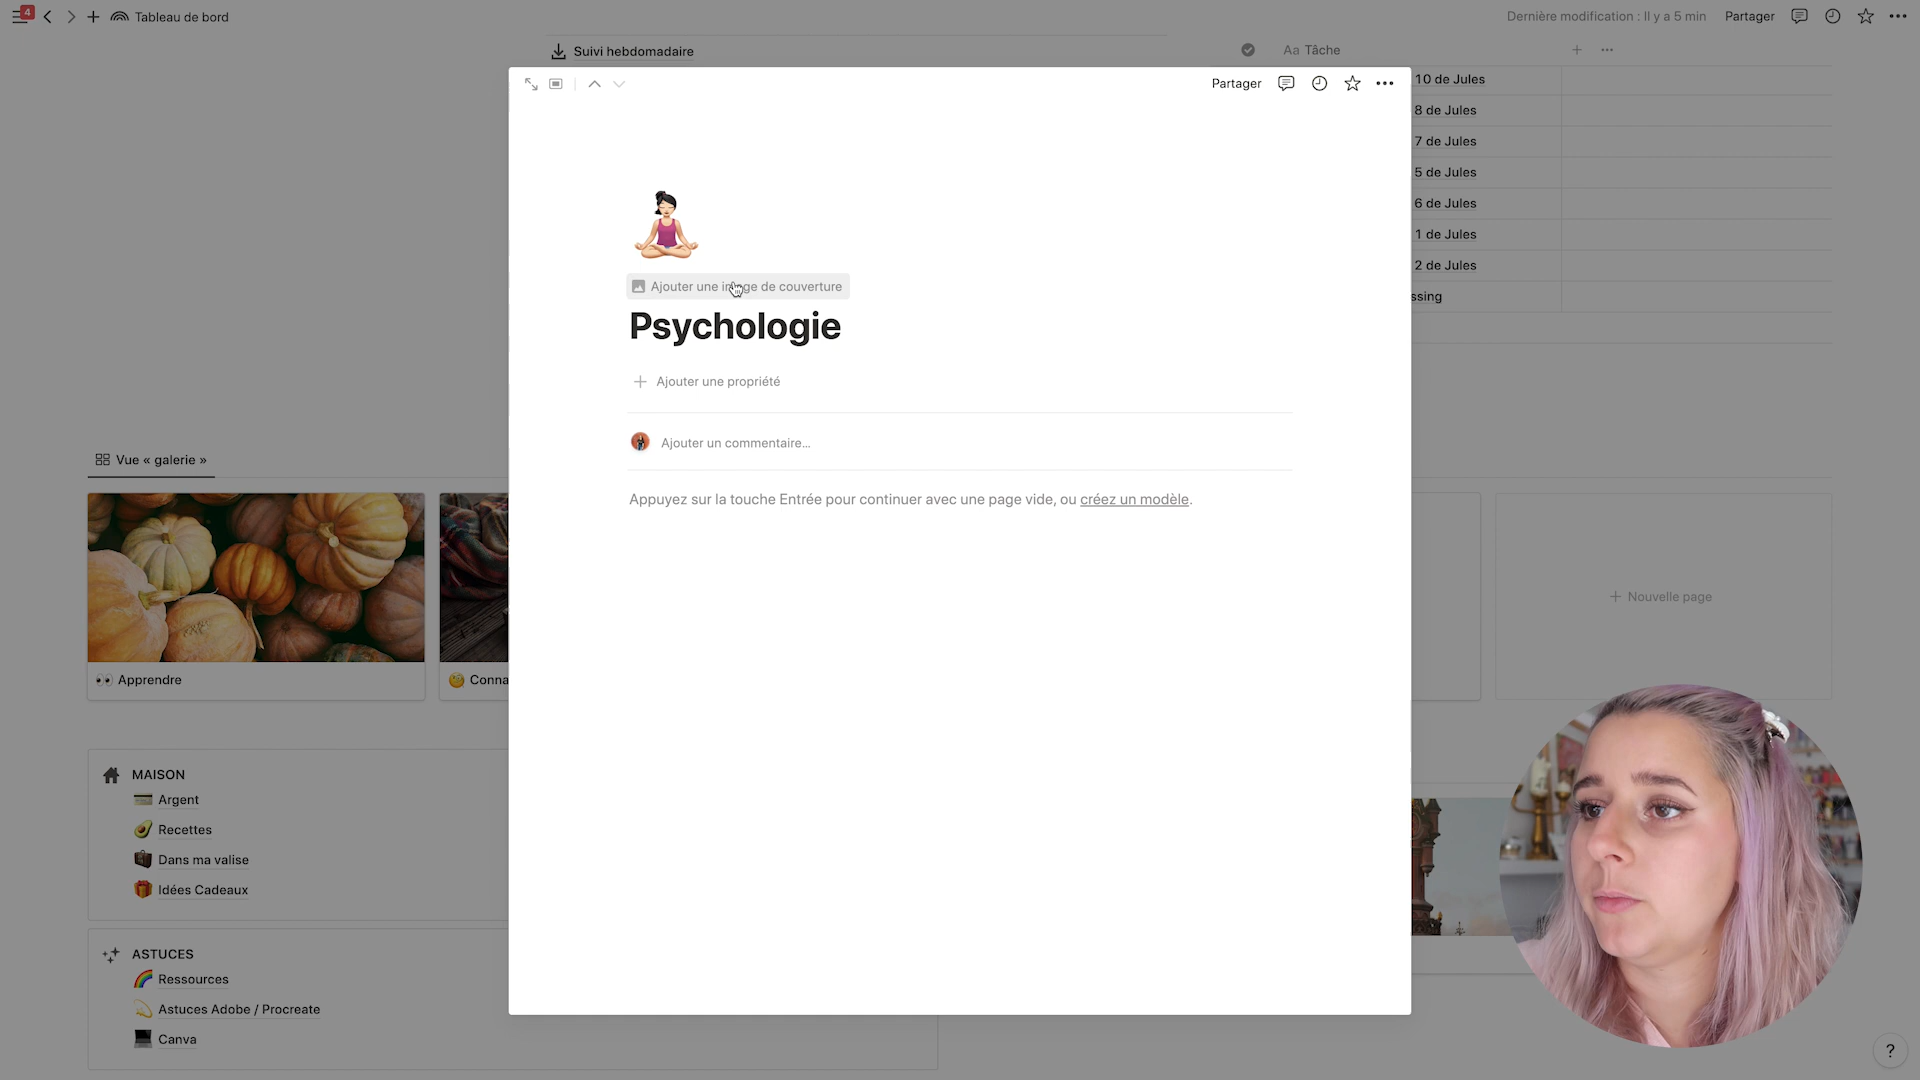 4
Tableau de bord
Dernière modification : Il y a 5 min
Partager
Suivi hebdomadaire
Aa Tâche
Partager
10 de Jules
8 de Jules
7 de Jules
5 de Jules
6 de Jules
1 de Jules
2 de Jules
ssing
Ajouter une image de couverture
Psychologie
Ajouter une propriété
Ajouter un commentaire...
Appuyez sur la touche Entrée pour continuer avec une page vide, ou créez un modèle.
Vue « galerie »
Apprendre
Conna
Nouvelle page
MAISON
Argent
Recettes
Dans ma valise
Idées Cadeaux
ASTUCES
Ressources
Astuces Adobe / Procreate
Canva
?